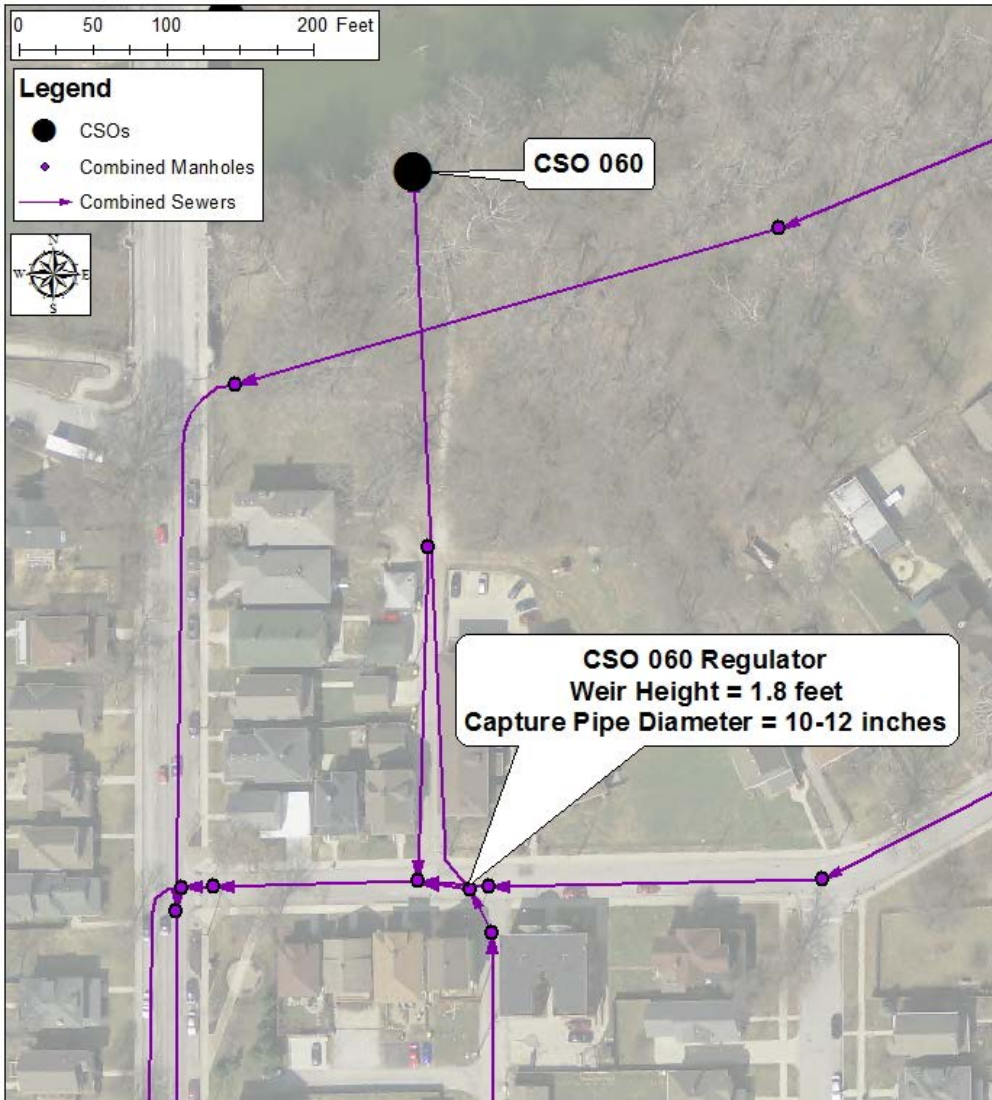 0 50 100 200 Feet
Legend
CSOs
Combined Manholes
Combined Sewers
N
W E
S
CSO 060
CSO 060 Regulator
Weir Height = 1.8 feet
Capture Pipe Diameter = 10-12 inches